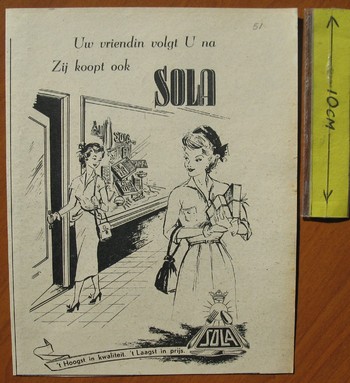 51
Uw vriendin volgt U na
Zij koopt ook
SOLA
SOLA
't Hoogst in kwaliteit. 't Laagst in prijs.
SOLA
10CM